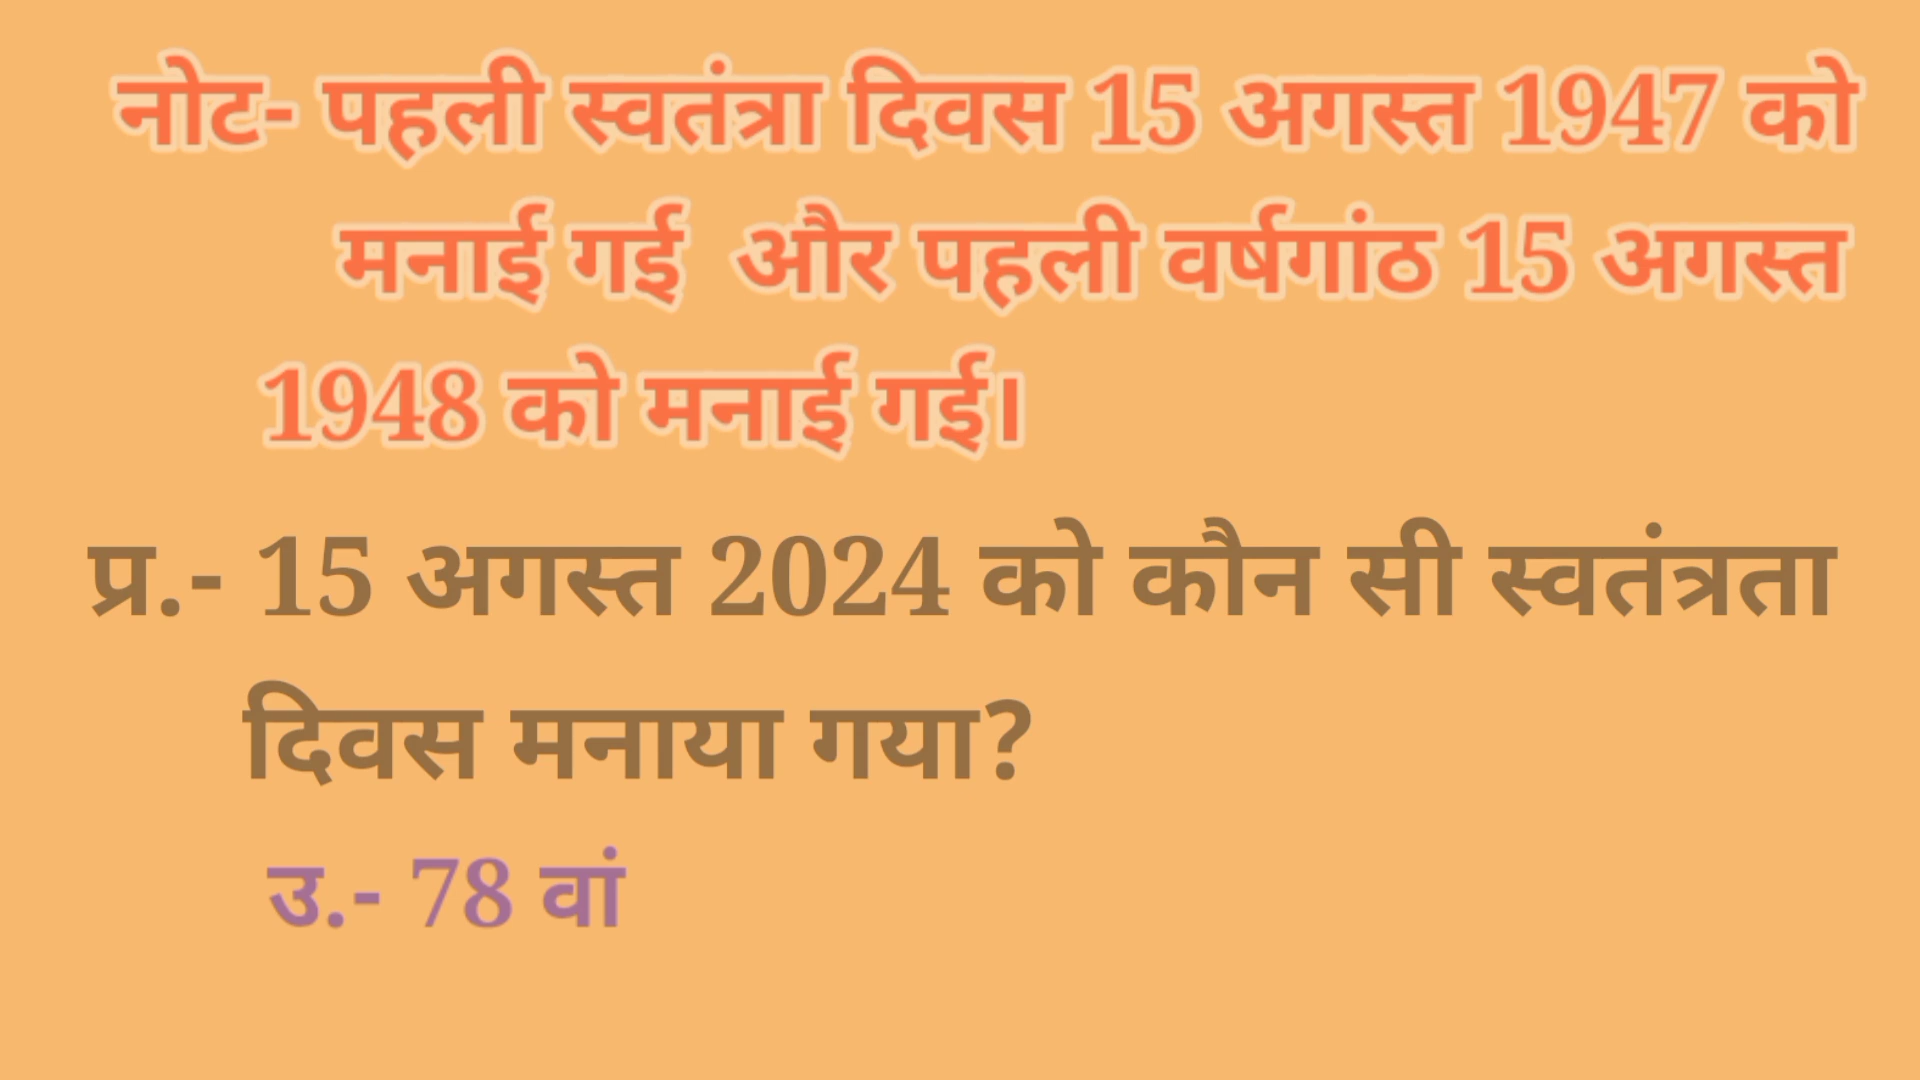 नोट- पहली स्वतंत्रा दिवस 15 अगस्त 1947 को
मनाई गई और पहली वर्षगांठ 15 अगस्त
1948 को मनाई गई।
प्र.- 15 अगस्त 2024 को कौन सी स्वतंत्रता
दिवस मनाया गया?
उ.- 78 वां